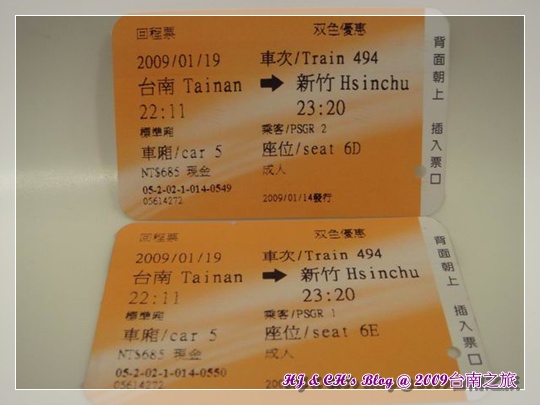 回程票 双色優惠
2009/01/19 車次/Train 494
台南 Tainan ➡ 新竹 Hsinchu
22:11 23:20
標準廂 乘客/PSGR 2
車廂/car 5 座位/seat 6D
NT$685 現金 成人
05-2-02-1-014-0549
05614272 2009/01/14發行
背面朝上 插入票口
回程票 双色優惠
2009/01/19 車次/Train 494
台南 Tainan ➡ 新竹 Hsinchu
22:11 23:20
標準廂 乘客/PSGR 1
車廂/car 5 座位/seat 6E
NT$685 現金 成人
05-2-02-1-014-0550
05614272
背面朝上 插入票口
HJ & CH's Blog @ 2009台南之旅